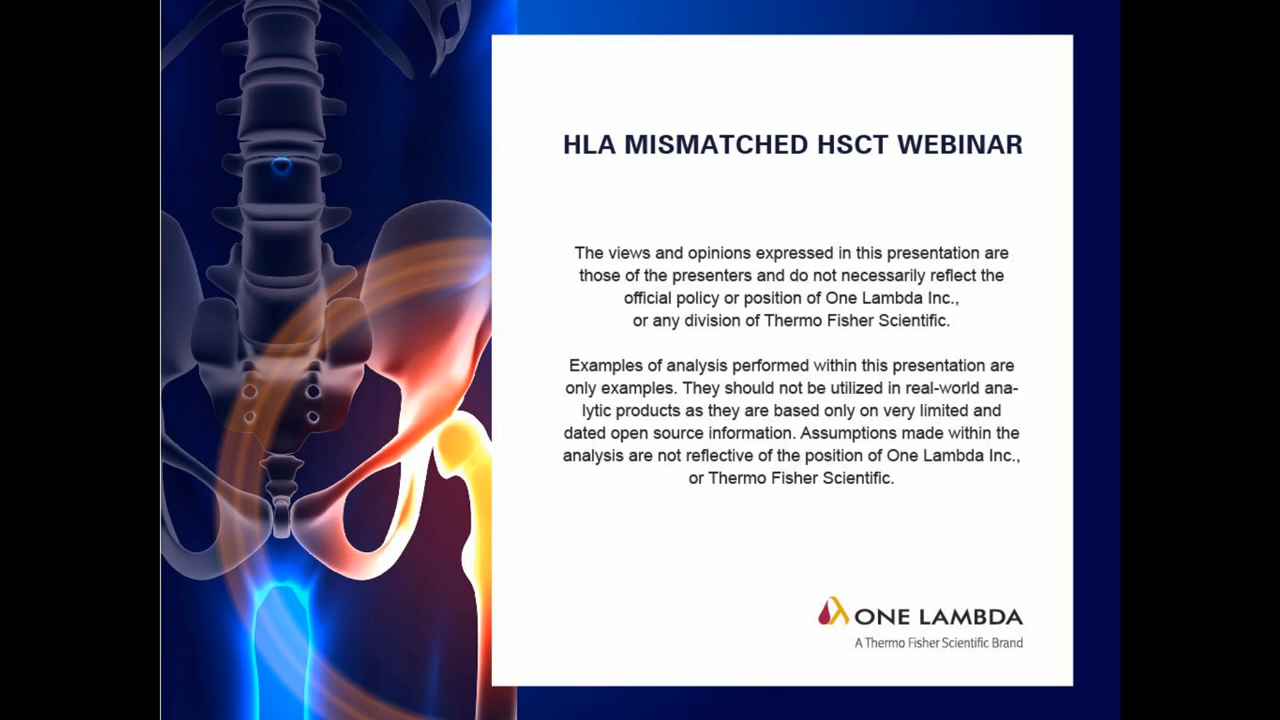 HLA MISMATCHED HSCT WEBINAR
The views and opinions expressed in this presentation are
those of the presenters and do not necessarily reflect the
official policy or position of One Lambda Inc.,
or any division of Thermo Fisher Scientific.
Examples of analysis performed within this presentation are
only examples. They should not be utilized in real-world ana-
lytic products as they are based only on very limited and
dated open source information. Assumptions made within the
analysis are not reflective of the position of One Lambda Inc.,
or Thermo Fisher Scientific.
ONE LAMBDA
A Thermo Fisher Scientific Brand